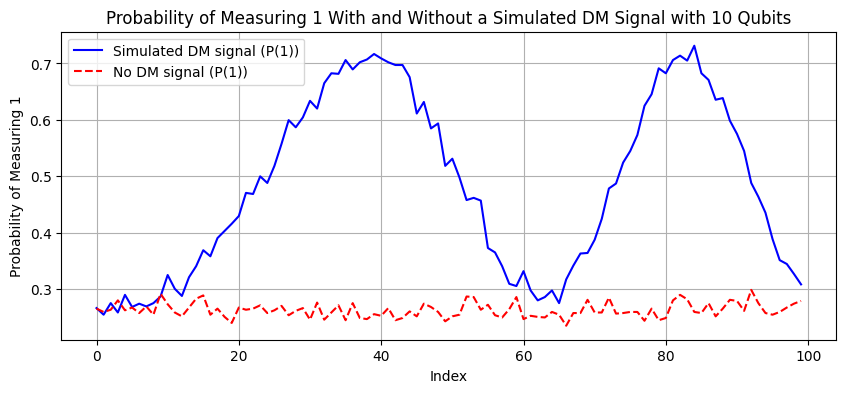 Probability of Measuring 1 With and Without a Simulated DM Signal with 10 Qubits
Simulated DM signal (P(1))
No DM signal (P(1))
Probability of Measuring 1
0.7
0.6
0.5
0.4
0.3
0 20 40 60 80 100
Index